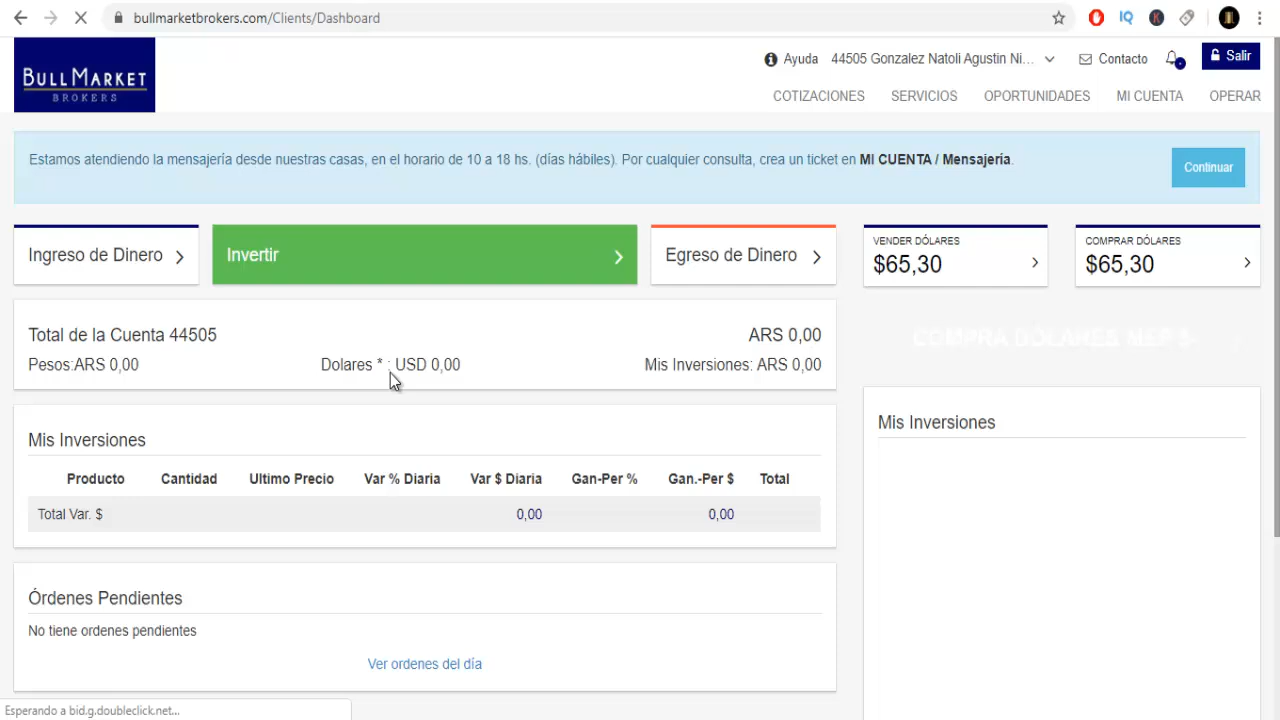 bullmarketbrokers.com/Clients/Dashboard
BULLMARKET
BROKERS
Ayuda 44505 Gonzalez Natoli Agustin Ni... Contacto Salir
COTIZACIONES SERVICIOS OPORTUNIDADES MI CUENTA OPERAR
Estamos atendiendo la mensajería desde nuestras casas, en el horario de 10 a 18 hs. (días hábiles). Por cualquier consulta, crea un ticket en MI CUENTA / Mensajería.
Continuar
Ingreso de Dinero
Invertir
Egreso de Dinero
VENDER DÓLARES
$65,30
COMPRAR DÓLARES
$65,30
Total de la Cuenta 44505 ARS 0,00
Pesos:ARS 0,00 Dolares * : USD 0,00 Mis Inversiones: ARS 0,00
COMPRA DÓLARES MEP $-
Mis Inversiones
Mis Inversiones
Producto Cantidad Ultimo Precio Var % Diaria Var $ Diaria Gan-Per % Gan.-Per $ Total
Total Var. $ 0,00 0,00
Órdenes Pendientes
No tiene ordenes pendientes
Ver ordenes del día
Esperando a bid.g.doubleclick.net...